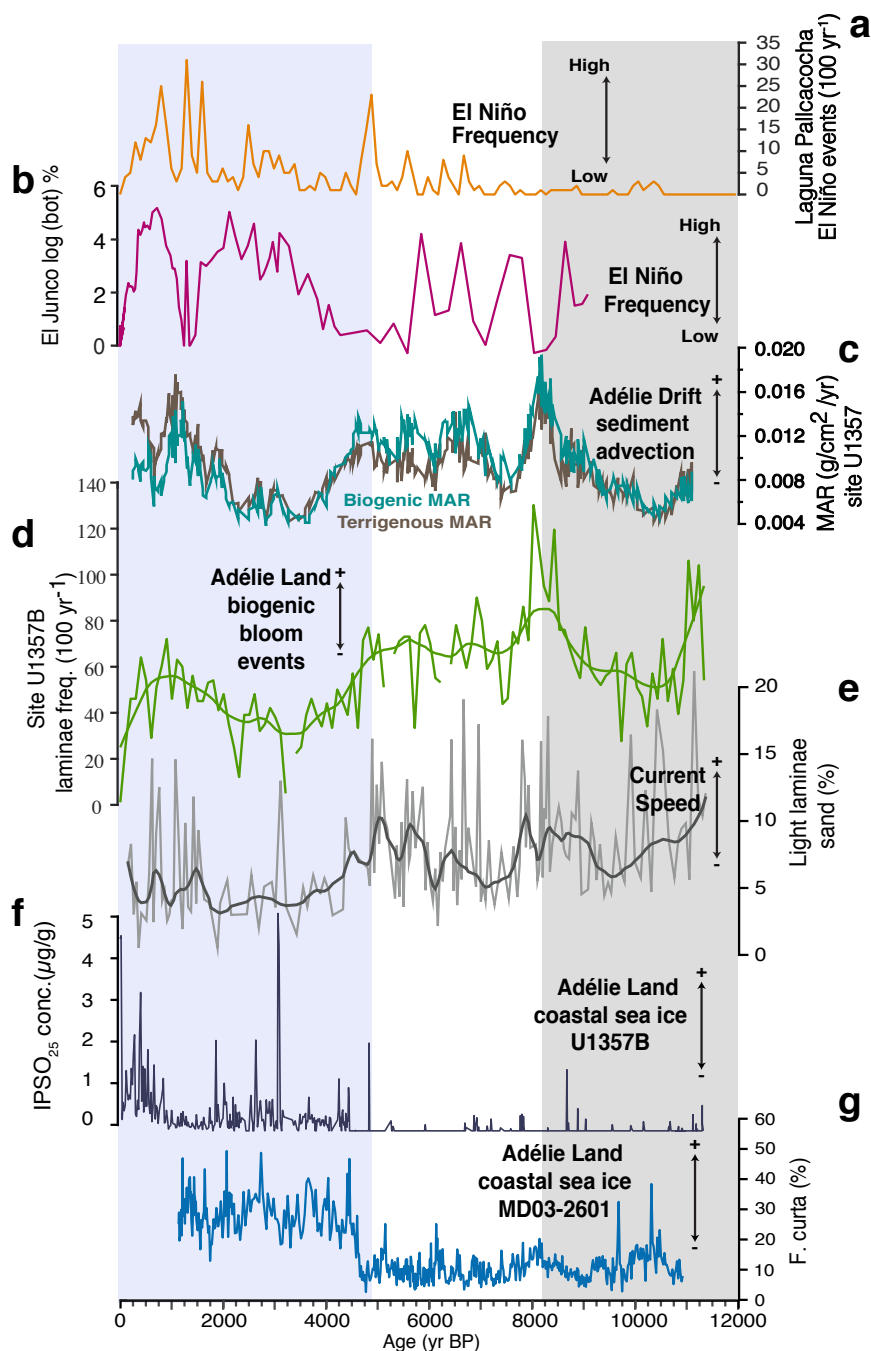 a
35
30
25
20
15
10
5
0
Laguna Pallcacocha
El Niño events (100 yr-1)
High
Low
El Niño
Frequency
b
6
4
2
0
El Junco log (bot) %
High
Low
El Niño
Frequency
c
0.020
0.016
0.012
0.008
0.004
MAR (g/cm2 /yr)
site U1357
Adélie Drift
sediment
advection
+
-
Biogenic MAR
Terrigenous MAR
d
140
120
100
80
60
40
20
0
Site U1357B
laminae freq. (100 yr-1)
Adélie Land
biogenic
bloom
events
+
-
e
20
15
10
5
0
Light laminae
sand (%)
Current
Speed
+
-
f
5
4
3
2
1
0
IPSO25 conc.(µg/g)
Adélie Land
coastal sea ice
U1357B
+
-
g
60
50
40
30
20
10
0
F. curta (%)
Adélie Land
coastal sea ice
MD03-2601
+
-
0 2000 4000 6000 8000 10000 12000
Age (yr BP)